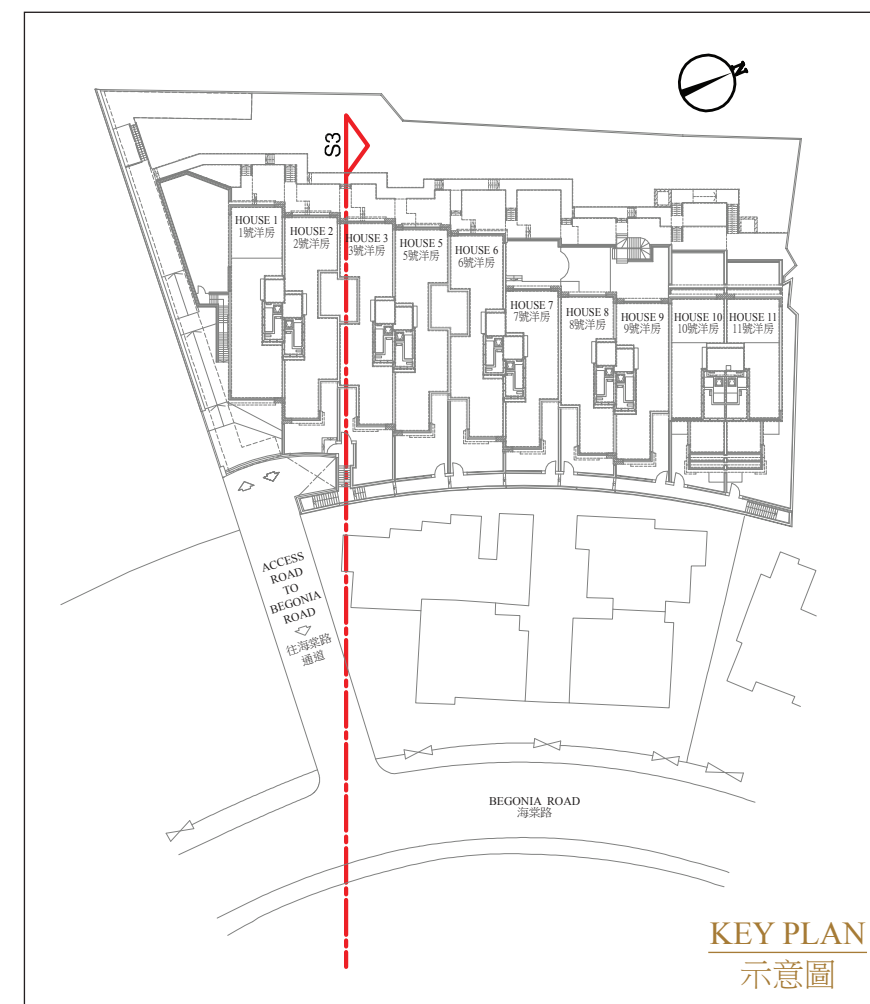 N
S3
HOUSE 1
1號洋房
HOUSE 2
2號洋房
HOUSE 3
3號洋房
HOUSE 5
5號洋房
HOUSE 6
6號洋房
HOUSE 7
7號洋房
HOUSE 8
8號洋房
HOUSE 9
9號洋房
HOUSE 10
10號洋房
HOUSE 11
11號洋房
ACCESS
ROAD
TO
BEGONIA
ROAD
往海棠路
通道
BEGONIA ROAD
海棠路
KEY PLAN
示意圖